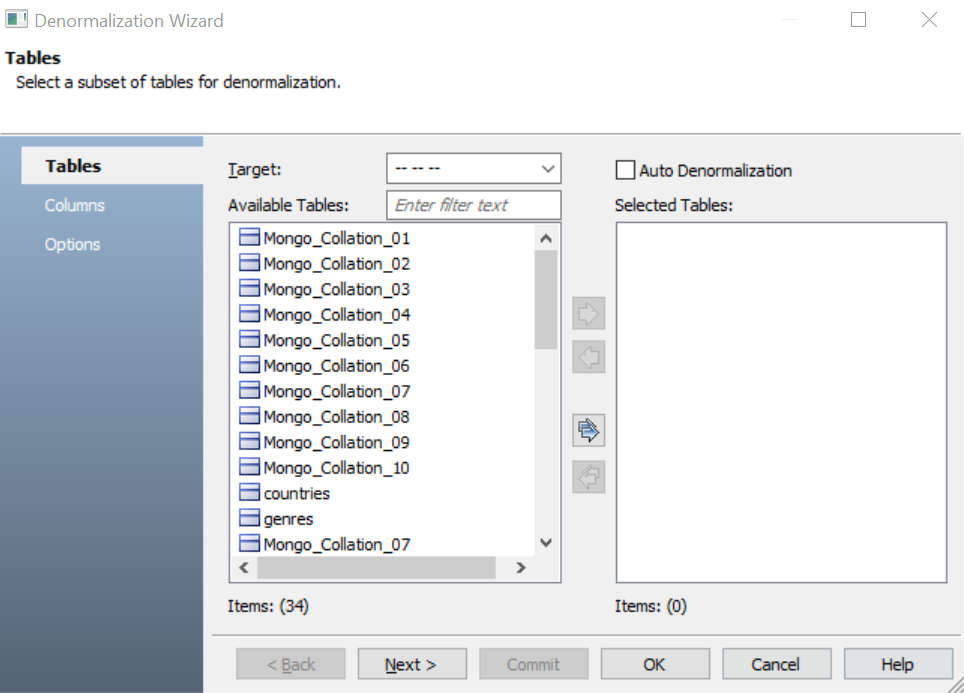 Denormalization Wizard
Tables
Select a subset of tables for denormalization.
Tables
Columns
Options
Target:
-- -- --
Auto Denormalization
Available Tables:
Enter filter text
Selected Tables:
Mongo_Collation_01
Mongo_Collation_02
Mongo_Collation_03
Mongo_Collation_04
Mongo_Collation_05
Mongo_Collation_06
Mongo_Collation_07
Mongo_Collation_08
Mongo_Collation_09
Mongo_Collation_10
countries
genres
Mongo_Collation_07
Items: (34)
Items: (0)
< Back
Next >
Commit
OK
Cancel
Help